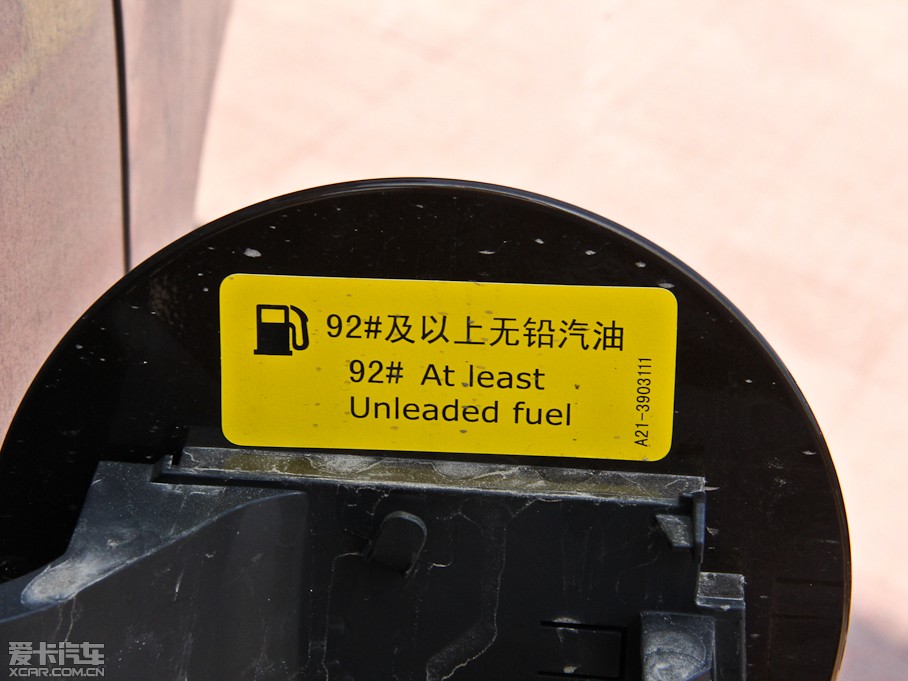 92#及以上无铅汽油
92# At least
Unleaded fuel
A21-3903111
爱卡汽车
XCAR.COM.CN